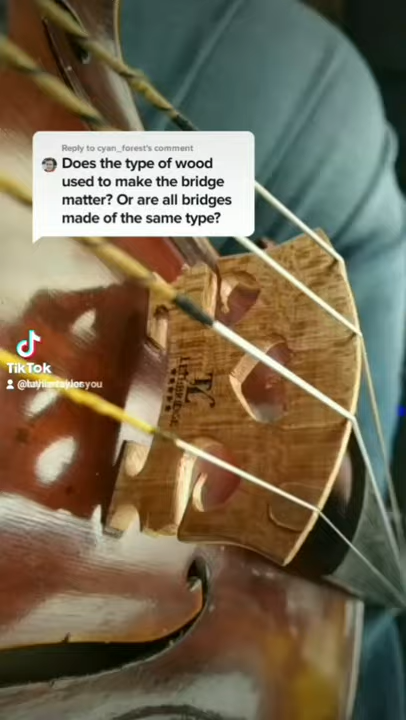 Reply to cyan_forest's comment
Does the type of wood
used to make the bridge
matter? Or are all bridges
made of the same type?
TikTok